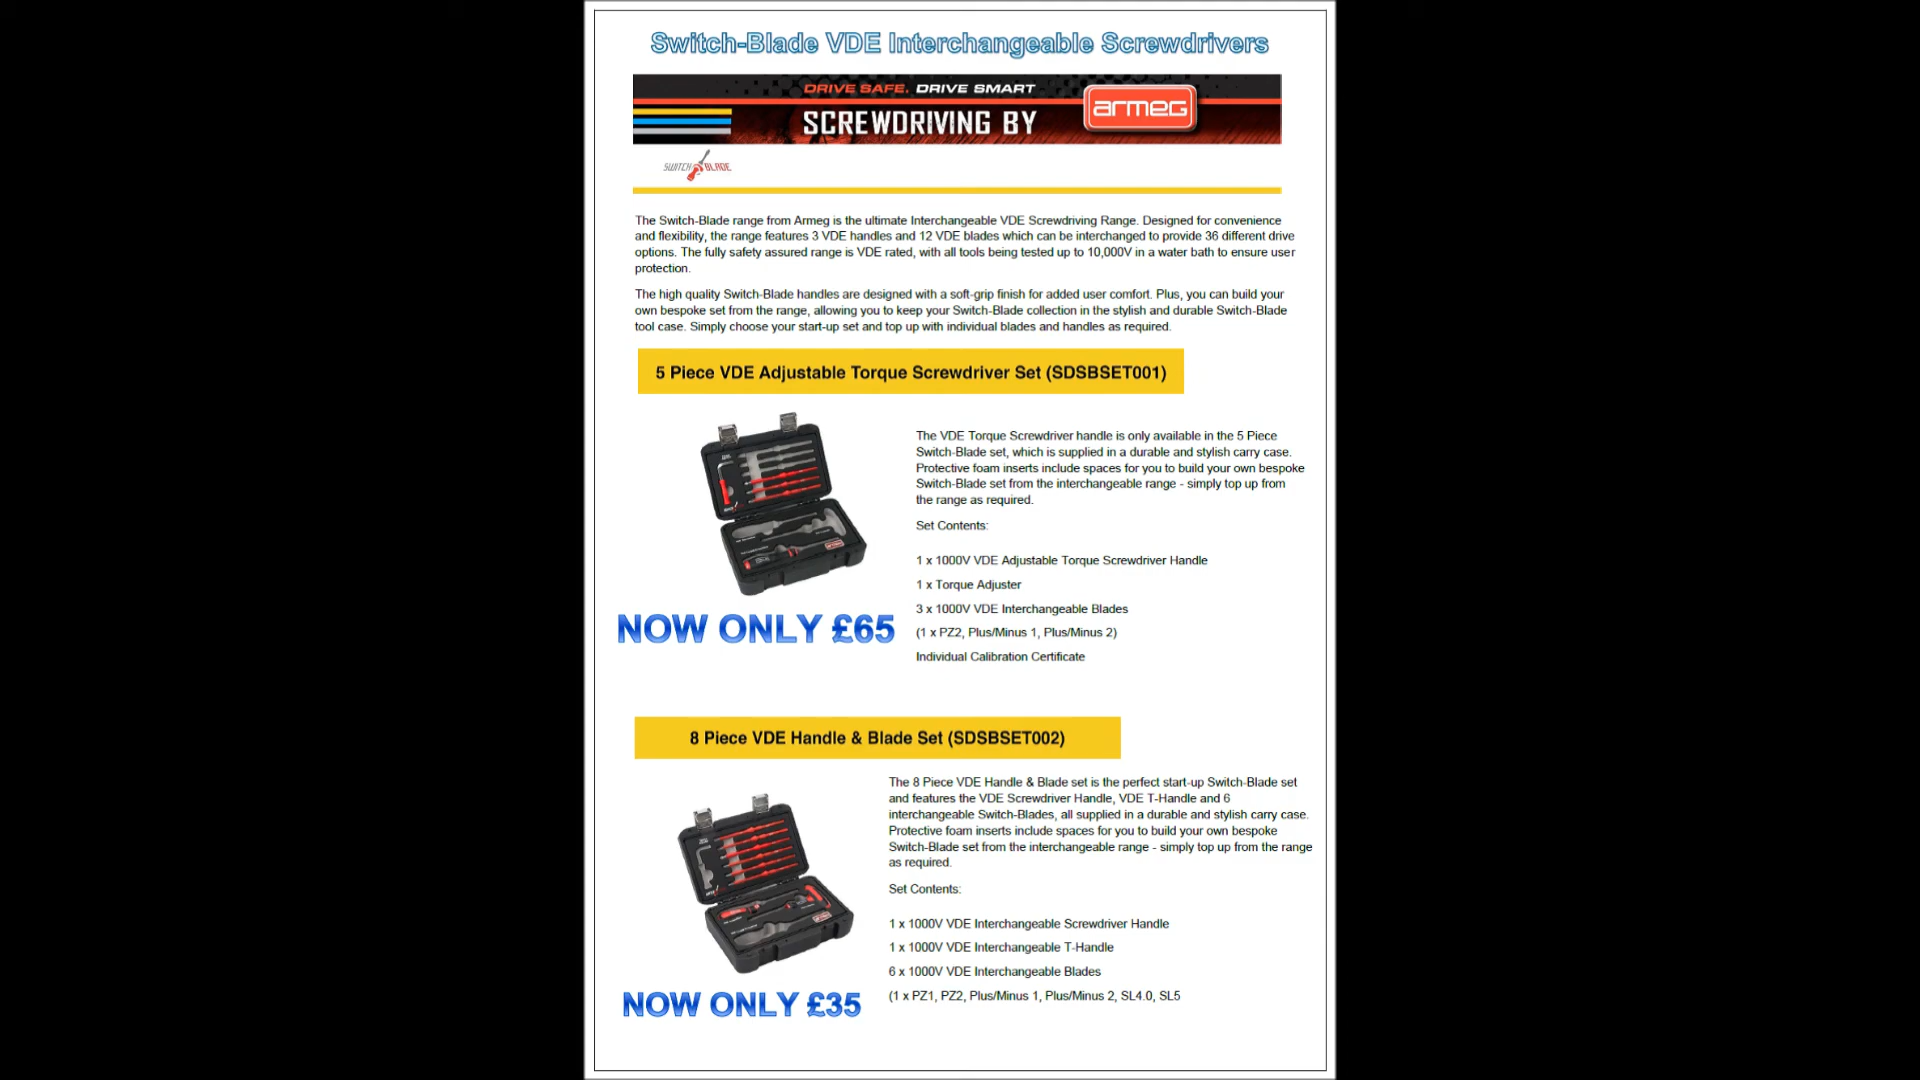 Switch-Blade VDE Interchangeable Screwdrivers
DRIVE SAFE. DRIVE SMART
SCREWDRIVING BY
armeg
SWITCH BLADE
The Switch-Blade range from Armeg is the ultimate Interchangeable VDE Screwdriving Range. Designed for convenience
and flexibility, the range features 3 VDE handles and 12 VDE blades which can be interchanged to provide 36 different drive
options. The fully safety assured range is VDE rated, with all tools being tested up to 10,000V in a water bath to ensure user
protection.
The high quality Switch-Blade handles are designed with a soft-grip finish for added user comfort. Plus, you can build your
own bespoke set from the range, allowing you to keep your Switch-Blade collection in the stylish and durable Switch-Blade
tool case. Simply choose your start-up set and top up with individual blades and handles as required.
5 Piece VDE Adjustable Torque Screwdriver Set (SDSBSET001)
The VDE Torque Screwdriver handle is only available in the 5 Piece
Switch-Blade set, which is supplied in a durable and stylish carry case.
Protective foam inserts include spaces for you to build your own bespoke
Switch-Blade set from the interchangeable range - simply top up from
the range as required.
Set Contents:
1 x 1000V VDE Adjustable Torque Screwdriver Handle
1 x Torque Adjuster
3 x 1000V VDE Interchangeable Blades
(1 x PZ2, Plus/Minus 1, Plus/Minus 2)
Individual Calibration Certificate
NOW ONLY £65
8 Piece VDE Handle & Blade Set (SDSBSET002)
The 8 Piece VDE Handle & Blade set is the perfect start-up Switch-Blade set
and features the VDE Screwdriver Handle, VDE T-Handle and 6
interchangeable Switch-Blades, all supplied in a durable and stylish carry case.
Protective foam inserts include spaces for you to build your own bespoke
Switch-Blade set from the interchangeable range - simply top up from the range
as required.
Set Contents:
1 x 1000V VDE Interchangeable Screwdriver Handle
1 x 1000V VDE Interchangeable T-Handle
6 x 1000V VDE Interchangeable Blades
(1 x PZ1, PZ2, Plus/Minus 1, Plus/Minus 2, SL4.0, SL5
NOW ONLY £35